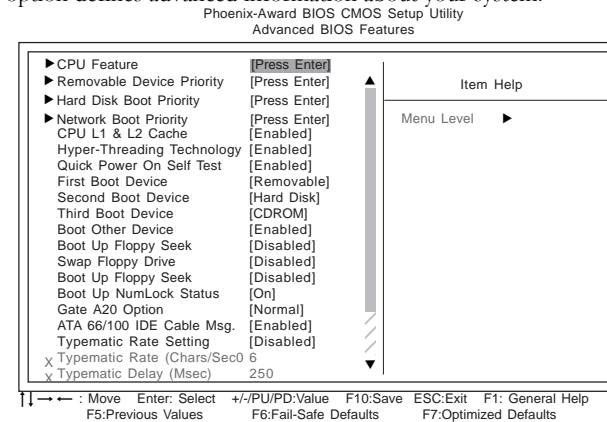 option defines advanced information about your system.
Phoenix-Award BIOS CMOS Setup Utility
Advanced BIOS Features
▶ CPU Feature [Press Enter]
▶ Removable Device Priority [Press Enter]
▶ Hard Disk Boot Priority [Press Enter]
▶ Network Boot Priority [Press Enter]
CPU L1 & L2 Cache [Enabled]
Hyper-Threading Technology [Enabled]
Quick Power On Self Test [Enabled]
First Boot Device [Removable]
Second Boot Device [Hard Disk]
Third Boot Device [CDROM]
Boot Other Device [Enabled]
Boot Up Floppy Seek [Disabled]
Swap Floppy Drive [Disabled]
Boot Up Floppy Seek [Disabled]
Boot Up NumLock Status [On]
Gate A20 Option [Normal]
ATA 66/100 IDE Cable Msg. [Enabled]
Typematic Rate Setting [Disabled]
X Typematic Rate (Chars/Sec0 6
X Typematic Delay (Msec) 250
Item Help
Menu Level ▶
↑↓→← : Move Enter: Select +/-/PU/PD:Value F10:Save ESC:Exit F1: General Help
F5:Previous Values F6:Fail-Safe Defaults F7:Optimized Defaults